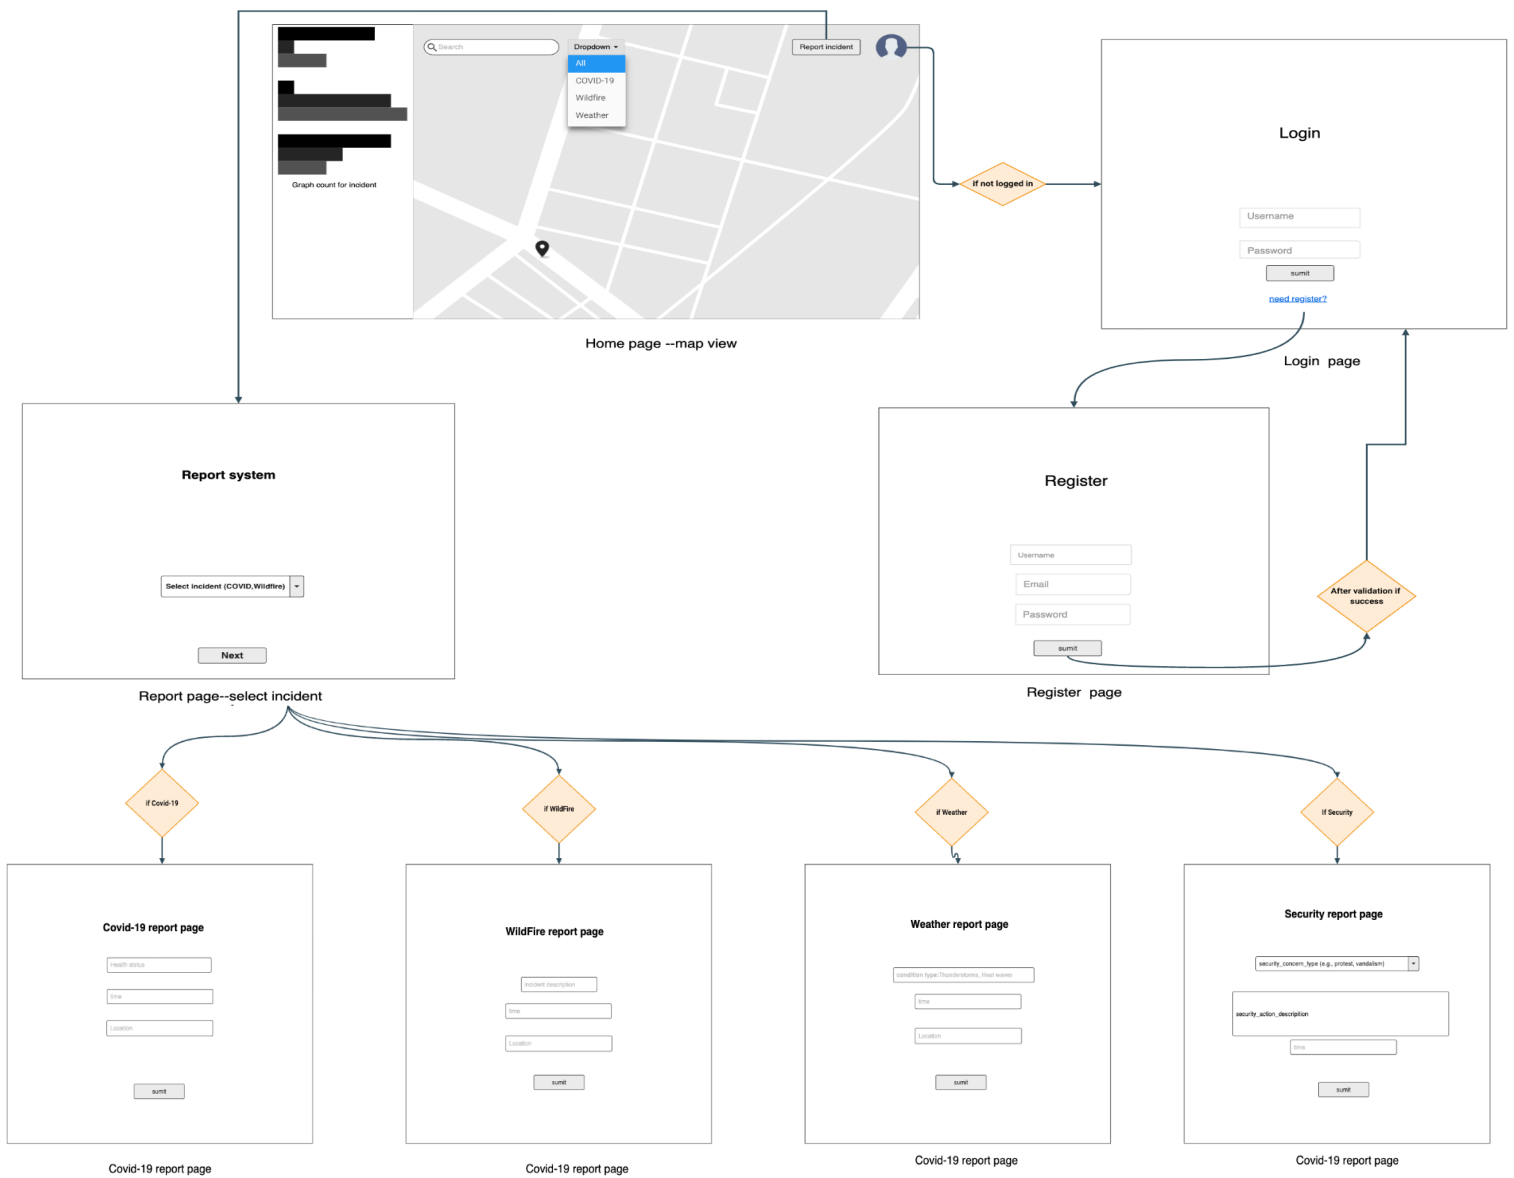 Search
Dropdown
Report incident
All
COVID-19
Wildfire
Weather
Graph count for incident
Home page --map view
if not logged in
Login
Username
Password
sumit
need register?
Login page
Report system
Select incident (COVID,Wildfire)
Next
Report page--select incident
Register
Username
Email
Password
sumit
Register page
After validation if
success
if Covid-19
if WildFire
if Weather
If Security
Covid-19 report page
Health status
time
Location
sumit
Covid-19 report page
WildFire report page
incident description
time
Location
sumit
Covid-19 report page
Weather report page
condition type:Thunderstorms, Heat waves
time
Location
sumit
Covid-19 report page
Security report page
security_concern_type (e.g., protest, vandalism)
security_action_descripition
time
sumit
Covid-19 report page